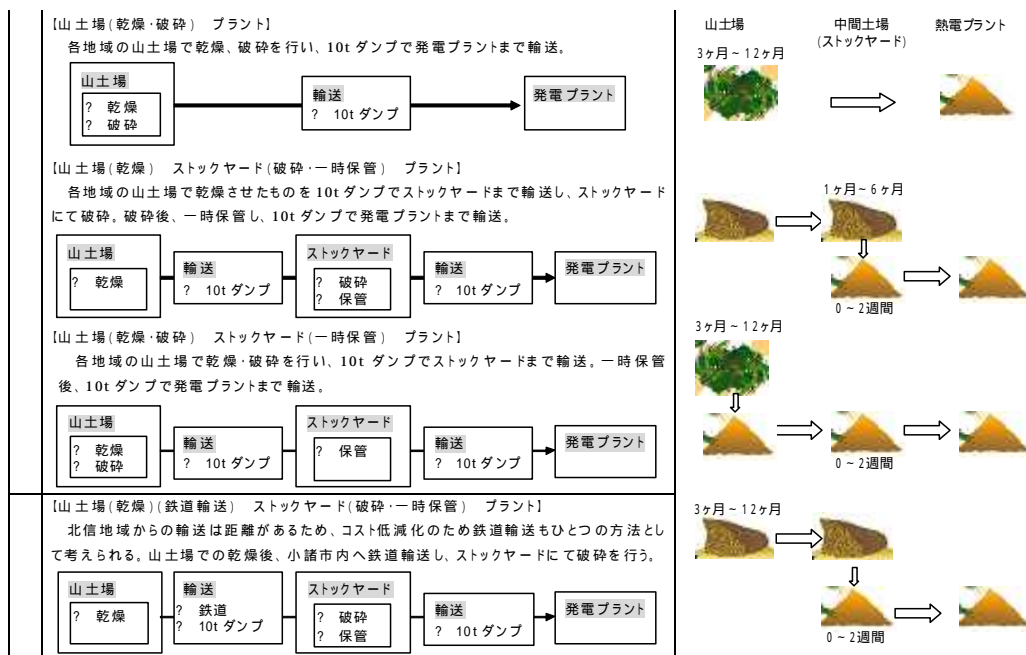 【山土場(乾燥・破砕) プラント】
各地域の山土場で乾燥、破砕を行い、10tダンプで発電プラントまで輸送。
山土場
? 乾燥
? 破砕
輸送
? 10tダンプ
発電プラント
【山土場(乾燥) ストックヤード(破砕・一時保管) プラント】
各地域の山土場で乾燥させたものを10tダンプでストックヤードまで輸送し、ストックヤード
にて破砕。破砕後、一時保管し、10tダンプで発電プラントまで輸送。
山土場
? 乾燥
輸送
? 10tダンプ
ストックヤード
? 破砕
? 保管
輸送
? 10tダンプ
発電プラント
【山土場(乾燥・破砕) ストックヤード(一時保管) プラント】
各地域の山土場で乾燥・破砕を行い、10tダンプでストックヤードまで輸送。一時保管
後、10tダンプで発電プラントまで輸送。
山土場
? 乾燥
? 破砕
輸送
? 10tダンプ
ストックヤード
? 保管
輸送
? 10tダンプ
発電プラント
【山土場(乾燥)(鉄道輸送) ストックヤード(破砕・一時保管) プラント】
北信地域からの輸送は距離があるため、コスト低減化のため鉄道輸送もひとつの方法とし
て考えられる。山土場での乾燥後、小諸市内へ鉄道輸送し、ストックヤードにて破砕を行う。
山土場
? 乾燥
輸送
? 鉄道
? 10tダンプ
ストックヤード
? 破砕
? 保管
輸送
? 10tダンプ
発電プラント
山土場
中間土場
(ストックヤード)
熱電プラント
3ヶ月~12ヶ月
1ヶ月~6ヶ月
0~2週間
3ヶ月~12ヶ月
0~2週間
3ヶ月~12ヶ月
0~2週間